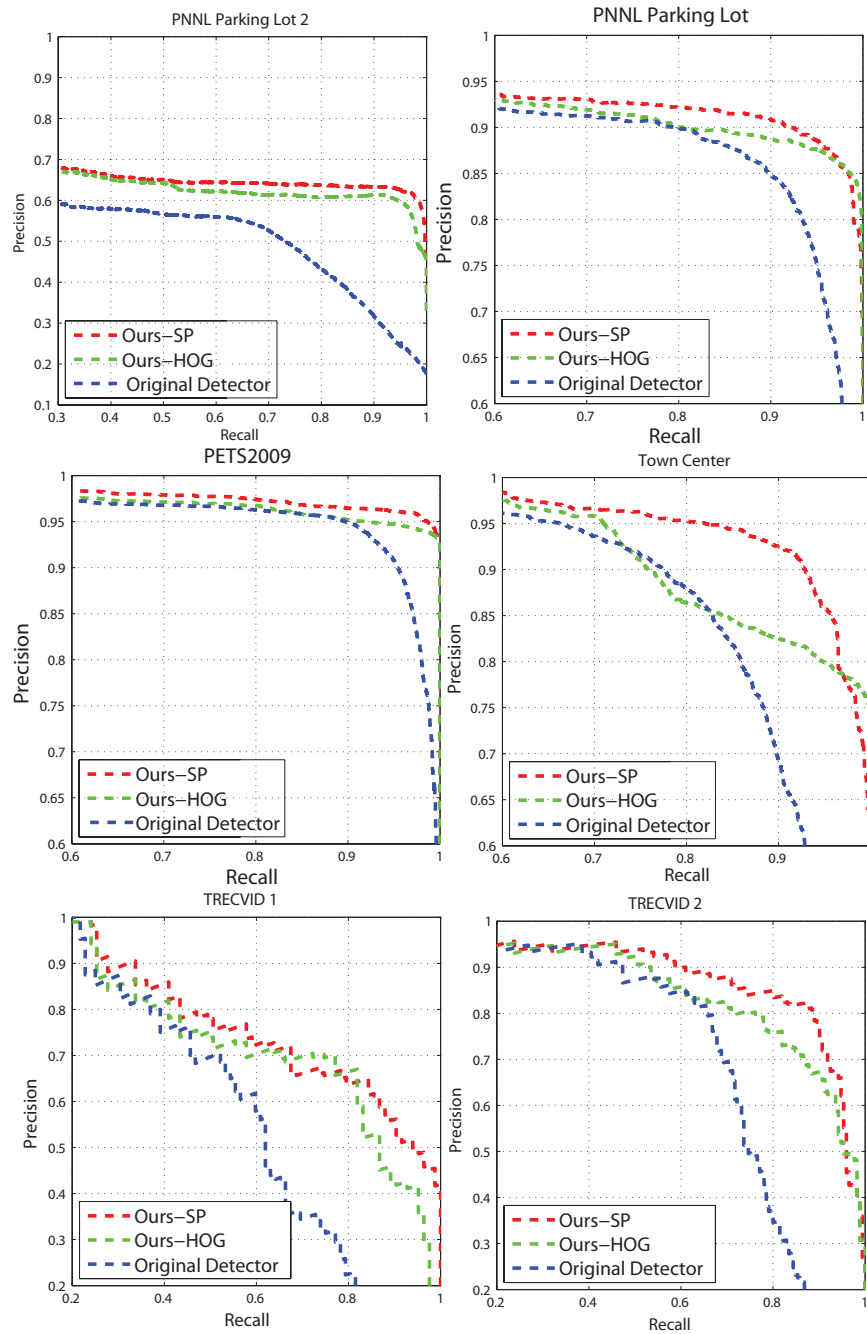 PNNL Parking Lot 2
1
0.9
0.8
0.7
0.6
0.5
0.4
0.3
0.2
0.1
Precision
0.3 0.4 0.5 0.6 0.7 0.8 0.9 1
Recall
Ours-SP
Ours-HOG
Original Detector
PNNL Parking Lot
1
0.95
0.9
0.85
0.8
0.75
0.7
0.65
0.6
Precision
0.6 0.7 0.8 0.9 1
Recall
Ours-SP
Ours-HOG
Original Detector
PETS2009
1
0.95
0.9
0.85
0.8
0.75
0.7
0.65
0.6
Precision
0.6 0.7 0.8 0.9 1
Recall
Ours-SP
Ours-HOG
Original Detector
Town Center
1
0.95
0.9
0.85
0.8
0.75
0.7
0.65
0.6
Precision
0.6 0.7 0.8 0.9
Recall
Ours-SP
Ours-HOG
Original Detector
TRECVID 1
1
0.9
0.8
0.7
0.6
0.5
0.4
0.3
0.2
Precision
0.2 0.4 0.6 0.8 1
Recall
Ours-SP
Ours-HOG
Original Detector
TRECVID 2
1
0.9
0.8
0.7
0.6
0.5
0.4
0.3
0.2
Precision
0.2 0.4 0.6 0.8 1
Recall
Ours-SP
Ours-HOG
Original Detector